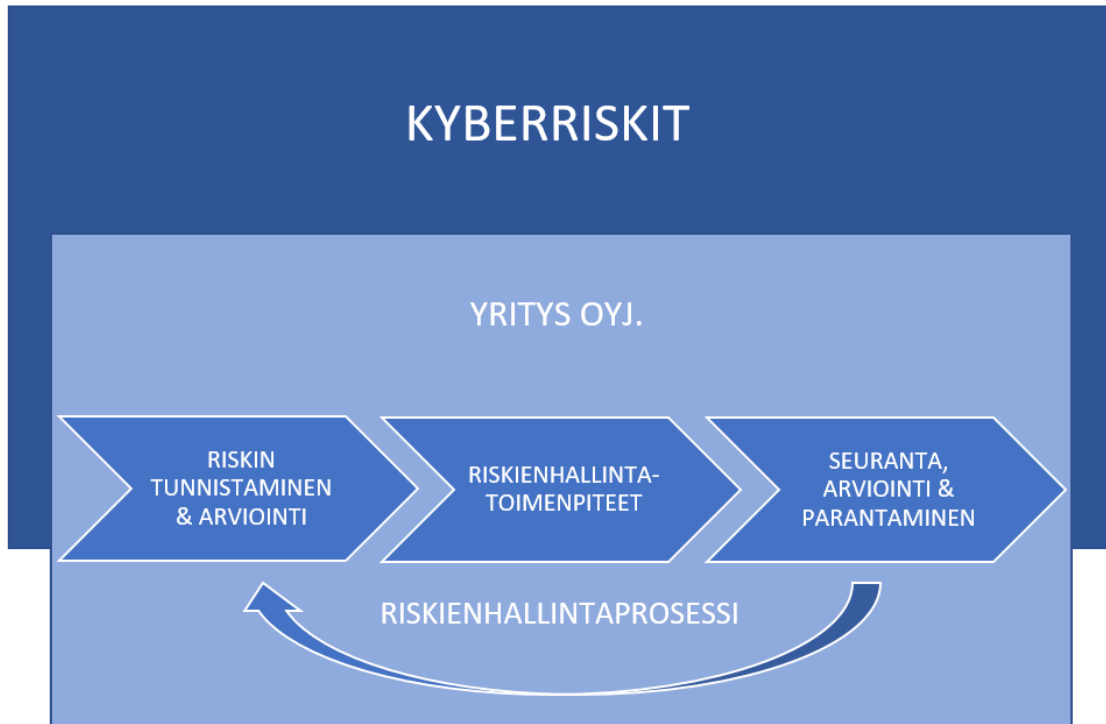 KYBERRISKIT
YRITYS OYJ.
RISKIN
TUNNISTAMINEN
& ARVIOINTI
RISKIENHALLINTA-
TOIMENPITEET
SEURANTA,
ARVIOINTI &
PARANTAMINEN
RISKIENHALLINTAPROSESSI